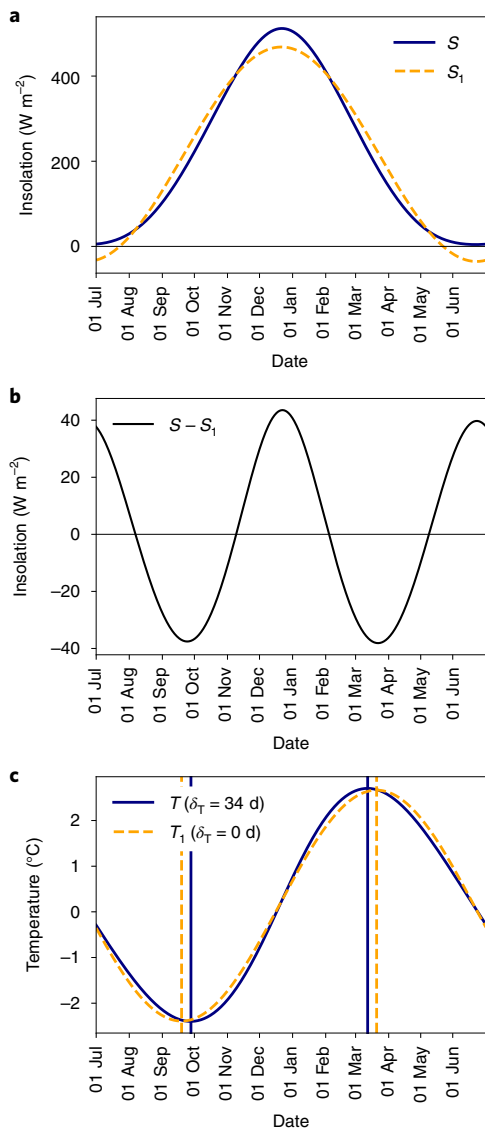 a
Insolation (W m⁻²)
400
200
0
S
S₁
01 Jul
01 Aug
01 Sep
01 Oct
01 Nov
01 Dec
01 Jan
01 Feb
01 Mar
01 Apr
01 May
01 Jun
Date
b
Insolation (W m⁻²)
40
20
0
−20
−40
S − S₁
01 Jul
01 Aug
01 Sep
01 Oct
01 Nov
01 Dec
01 Jan
01 Feb
01 Mar
01 Apr
01 May
01 Jun
Date
c
Temperature (°C)
2
1
0
−1
−2
T (δT = 34 d)
T₁ (δT = 0 d)
01 Jul
01 Aug
01 Sep
01 Oct
01 Nov
01 Dec
01 Jan
01 Feb
01 Mar
01 Apr
01 May
01 Jun
Date